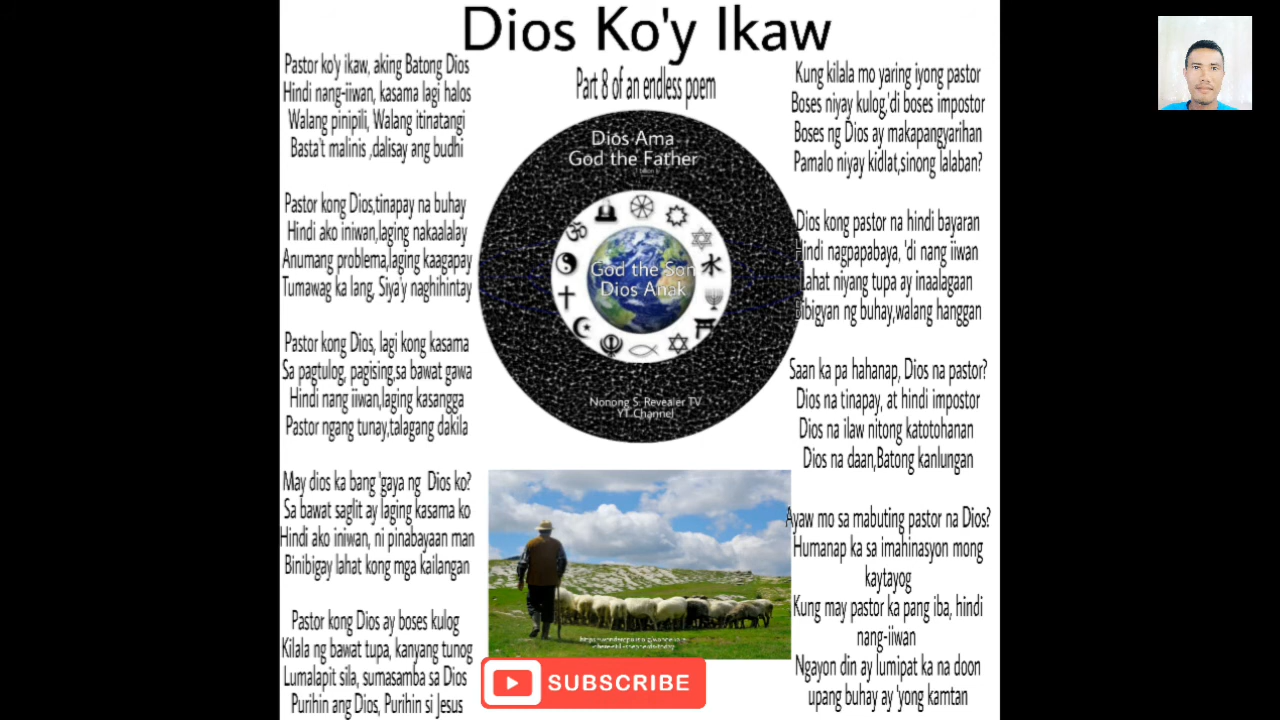 Dios Ko'y Ikaw
Part 8 of an endless poem
Pastor ko'y ikaw, aking Batong Dios
Hindi nang-iiwan, kasama lagi halos
Walang pinipili, Walang itinatangi
Basta't malinis ,dalisay ang budhi
Pastor kong Dios,tinapay na buhay
Hindi ako iniwan,laging nakaalalay
Anumang problema,laging kaagapay
Tumawag ka lang, Siya'y naghihintay
Pastor kong Dios, lagi kong kasama
Sa pagtulog, pagising,sa bawat gawa
Hindi nang iiwan,laging kasangga
Pastor ngang tunay,talagang dakila
May dios ka bang 'gaya ng Dios ko?
Sa bawat saglit ay laging kasama ko
Hindi ako iniwan, ni pinabayaan man
Binibigay lahat kong mga kailangan
Pastor kong Dios ay boses kulog
Kilala ng bawat tupa, kanyang tunog
Lumalapit sila, sumasamba sa Dios
Purihin ang Dios, Purihin si Jesus
Dios Ama
God the Father
God the Son
Dios Anak
Nonong S. Revealer TV
YT Channel
SUBSCRIBE
Kung kilala mo yaring iyong pastor
Boses niyay kulog,'di boses impostor
Boses ng Dios ay makapangyarihan
Pamalo niyay kidlat,sinong lalaban?
Dios kong pastor na hindi bayaran
Hindi nagpapabaya, 'di nang iiwan
Lahat niyang tupa ay inaalagaan
Bibigyan ng buhay,walang hanggan
Saan ka pa hahanap, Dios na pastor?
Dios na tinapay, at hindi impostor
Dios na ilaw nitong katotohanan
Dios na daan,Batong kanlungan
Ayaw mo sa mabuting pastor na Dios?
Humanap ka sa imahinasyon mong
kaytayog
Kung may pastor ka pang iba, hindi
nang-iiwan
Ngayon din ay lumipat ka na doon
upang buhay ay 'yong kamtan